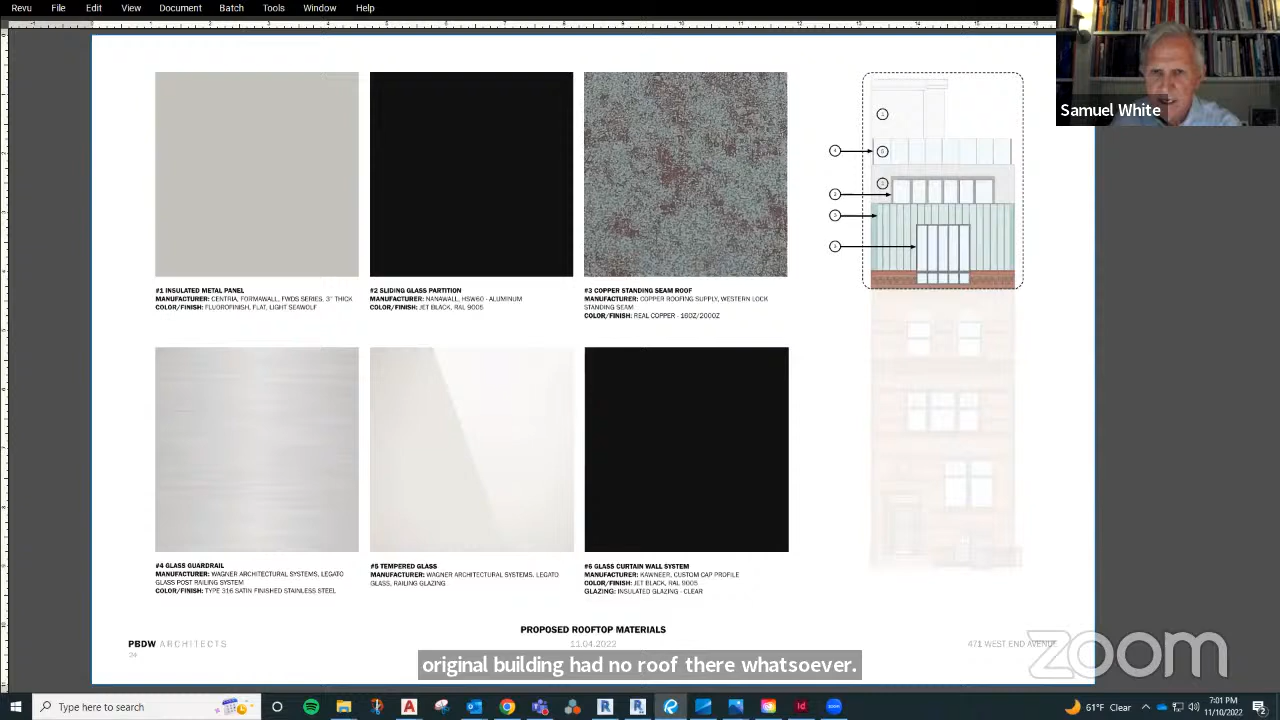 Revu File Edit View Document Batch Tools Window Help
Samuel White
#1 INSULATED METAL PANEL
MANUFACTURER: CENTRIA, FORMAWALL, FWDS SERIES, 3" THICK
COLOR/FINISH: FLUOROFINISH, FLAT, LIGHT SEAWOLF
#2 SLIDING GLASS PARTITION
MANUFACTURER: NANAWALL, HSW60 - ALUMINUM
COLOR/FINISH: JET BLACK, RAL 9005
#3 COPPER STANDING SEAM ROOF
MANUFACTURER: COPPER ROOFING SUPPLY, WESTERN LOCK
STANDING SEAM
COLOR/FINISH: REAL COPPER - 16OZ/20OOZ
#4 GLASS GUARDRAIL
MANUFACTURER: WAGNER ARCHITECTURAL SYSTEMS, LEGATO
GLASS POST RAILING SYSTEM
COLOR/FINISH: TYPE 316 SATIN FINISHED STAINLESS STEEL
#5 TEMPERED GLASS
MANUFACTURER: WAGNER ARCHITECTURAL SYSTEMS, LEGATO
GLASS, RAILING GLAZING
#6 GLASS CURTAIN WALL SYSTEM
MANUFACTURER: KAWNEER, CUSTOM CAP PROFILE
COLOR/FINISH: JET BLACK, RAL 9005
GLAZING: INSULATED GLAZING - CLEAR
PROPOSED ROOFTOP MATERIALS
PBDW ARCHITECTS
11.04.2022
471 WEST END AVENUE
original building had no roof there whatsoever.
zoom
Type here to search
61°F Clear
7:01 PM
11/10/2022